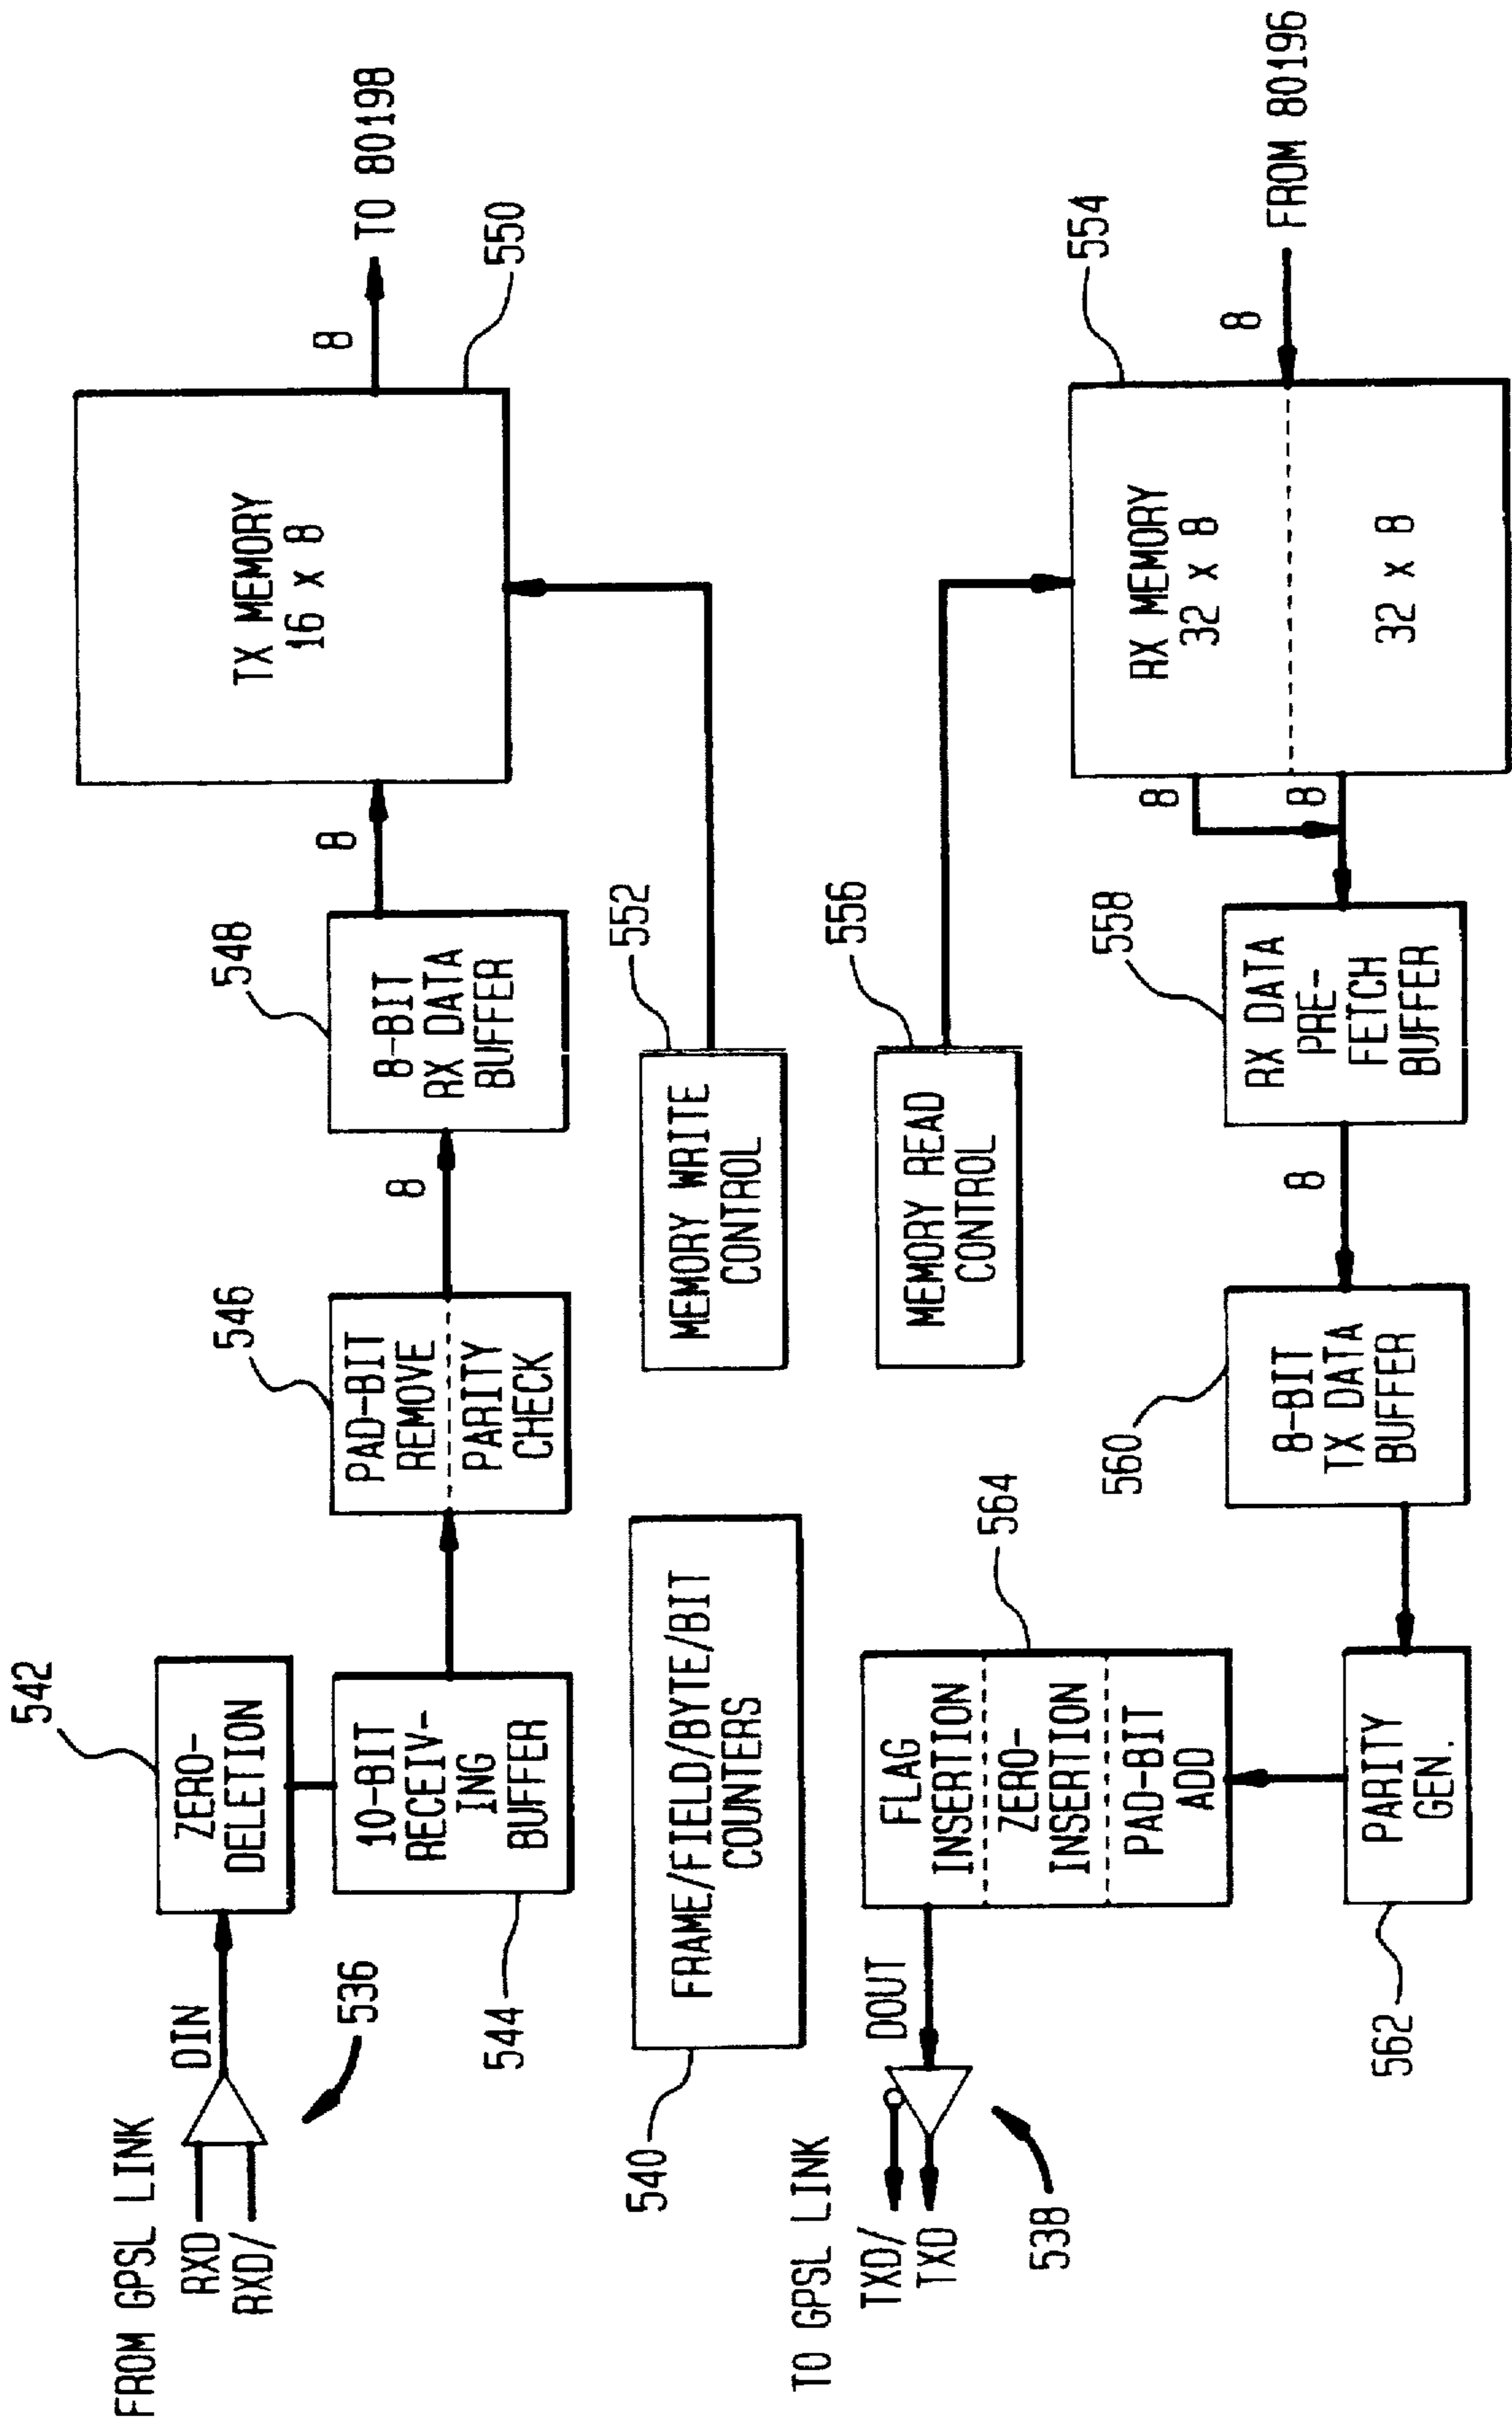 FROM GPSL LINK
RXD
RXD/
DIN
536
542
ZERO-
DELETION
10-BIT
RECEIV-
ING
BUFFER
544
546
PAD-BIT
REMOVE
PARITY
CHECK
8
548
8-BIT
RX DATA
BUFFER
8
TX MEMORY
16 x 8
8
TO 80198
550
552
MEMORY WRITE
CONTROL
540
FRAME/FIELD/BYTE/BIT
COUNTERS
556
MEMORY READ
CONTROL
TO GPSL LINK
TXD/
TXD
538
DOUT
564
FLAG
INSERTION
ZERO-
INSERTION
PAD-BIT
ADD
562
PARITY
GEN.
560
8-BIT
TX DATA
BUFFER
8
558
RX DATA
PRE-
FETCH
BUFFER
8
8
RX MEMORY
32 x 8
32 x 8
554
8
FROM 80196